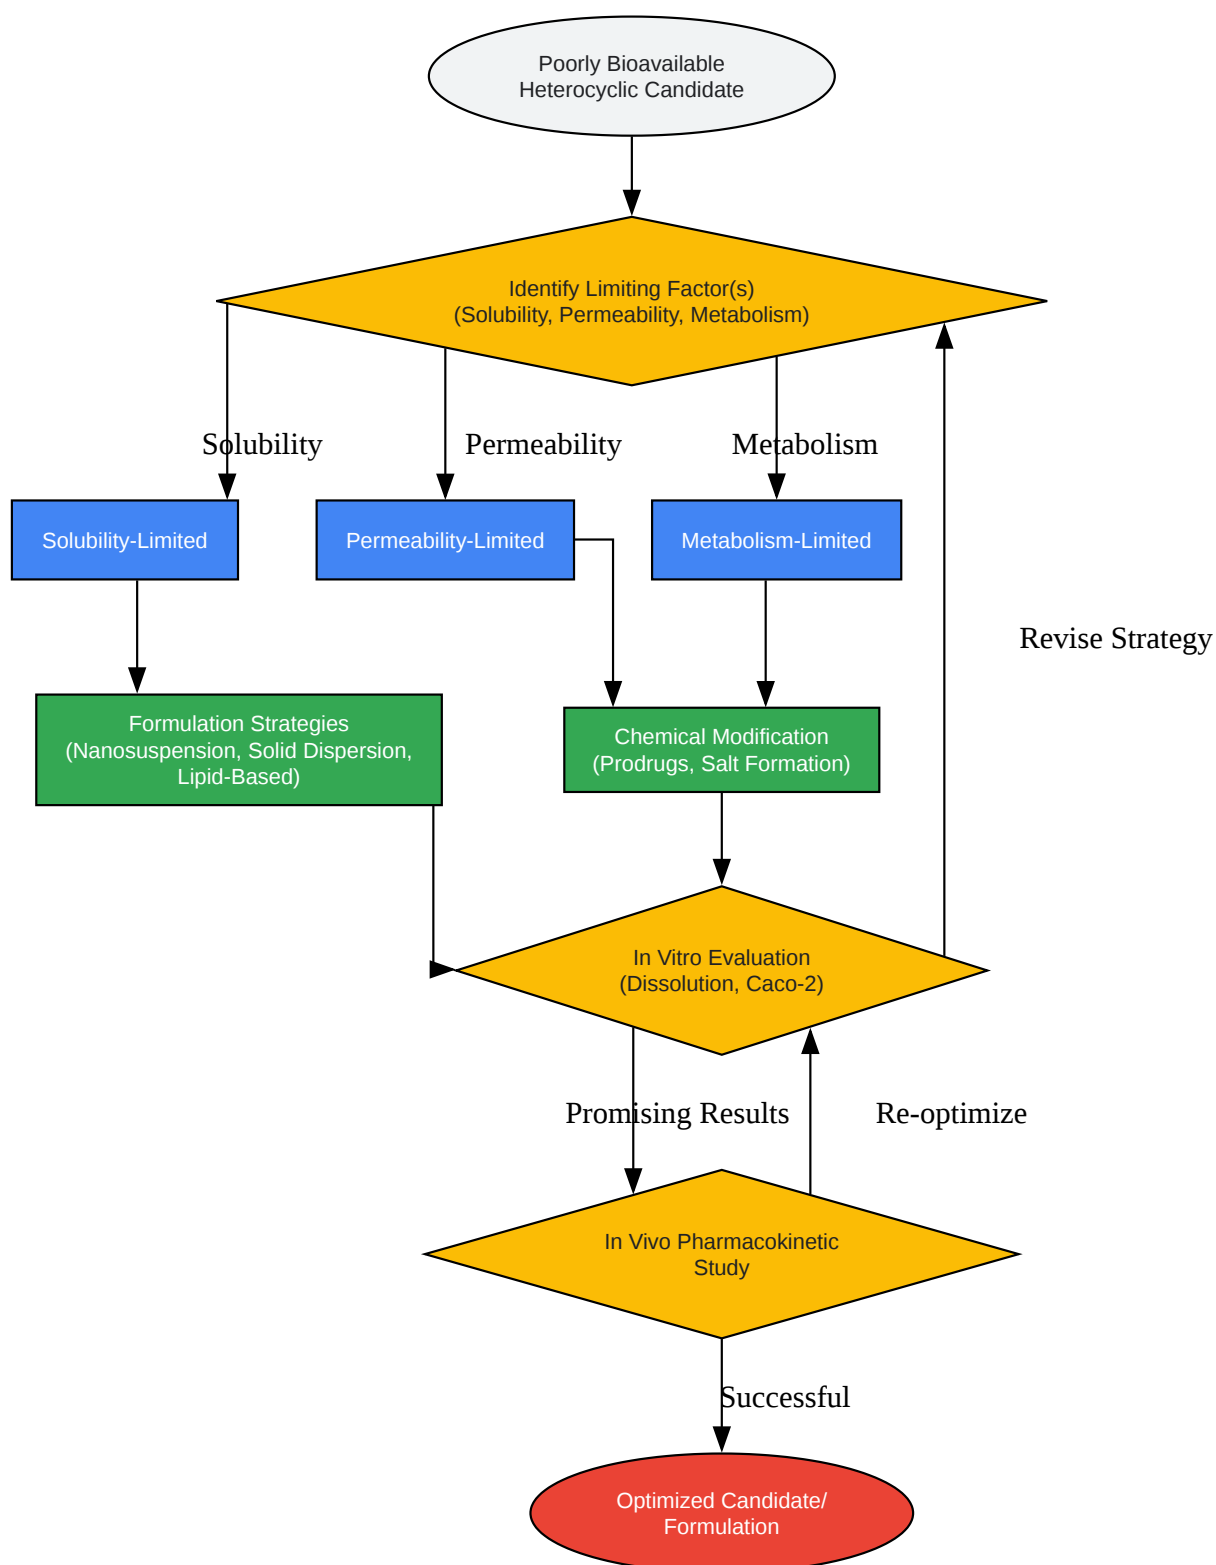 Poorly Bioavailable
Heterocyclic Candidate
Identify Limiting Factor(s)
(Solubility, Permeability, Metabolism)
Solubility
Permeability
Metabolism
Solubility-Limited
Permeability-Limited
Metabolism-Limited
Revise Strategy
Formulation Strategies
(Nanosuspension, Solid Dispersion,
Lipid-Based)
Chemical Modification
(Prodrugs, Salt Formation)
In Vitro Evaluation
(Dissolution, Caco-2)
Promising Results
Re-optimize
In Vivo Pharmacokinetic
Study
Successful
Optimized Candidate/
Formulation